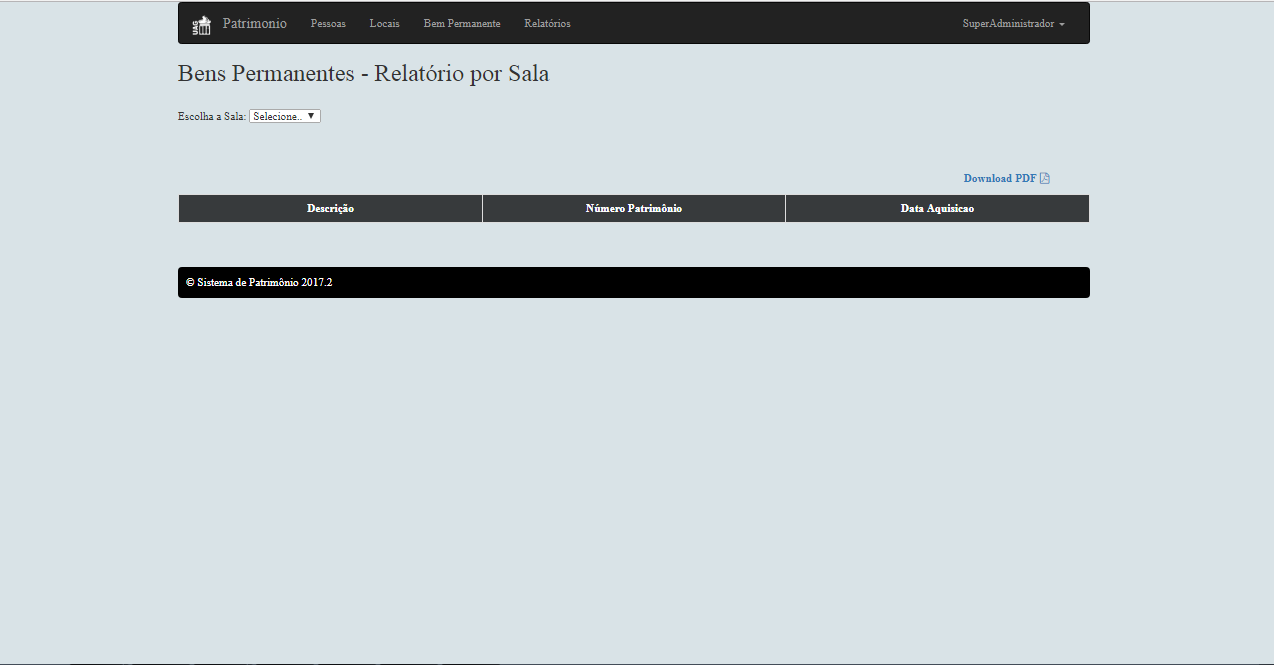 Patrimonio Pessoas Locais Bem Permanente Relatórios SuperAdministrador
Bens Permanentes - Relatório por Sala
Escolha a Sala: Selecione..
Download PDF
Descrição Número Patrimônio Data Aquisicao
© Sistema de Patrimônio 2017.2